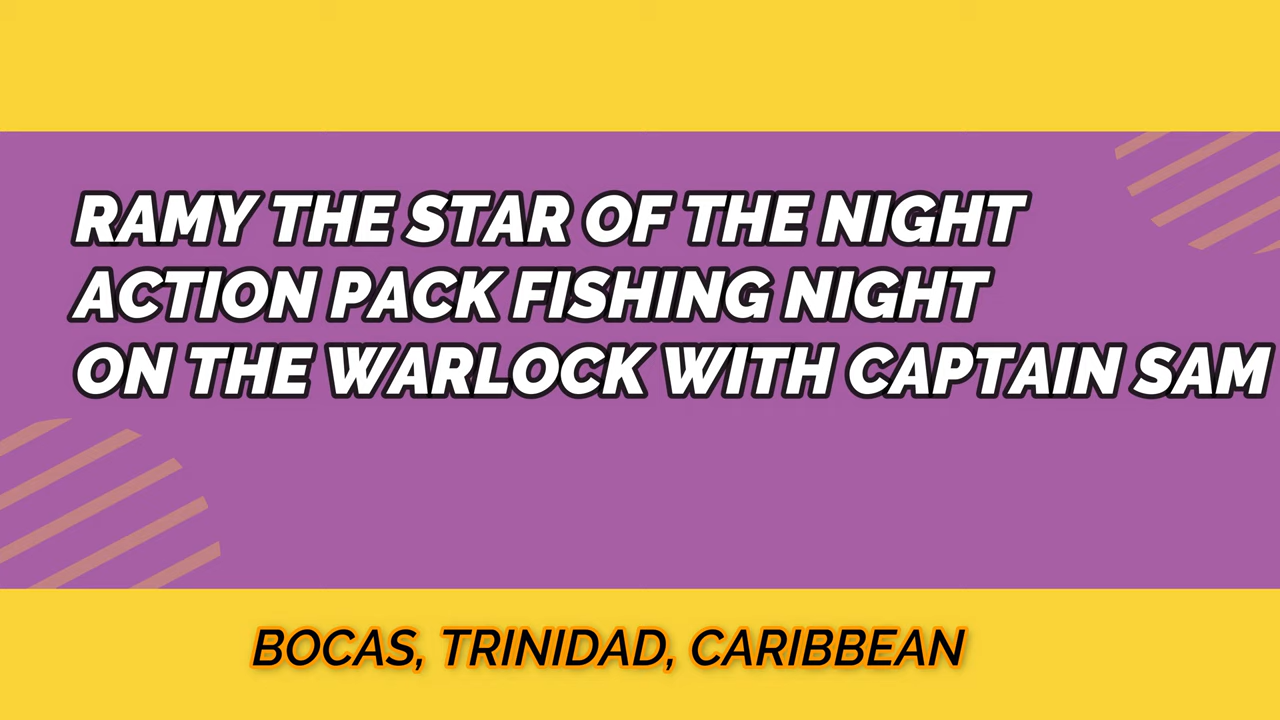 RAMY THE STAR OF THE NIGHT
ACTION PACK FISHING NIGHT
ON THE WARLOCK WITH CAPTAIN SAM
BOCAS, TRINIDAD, CARIBBEAN